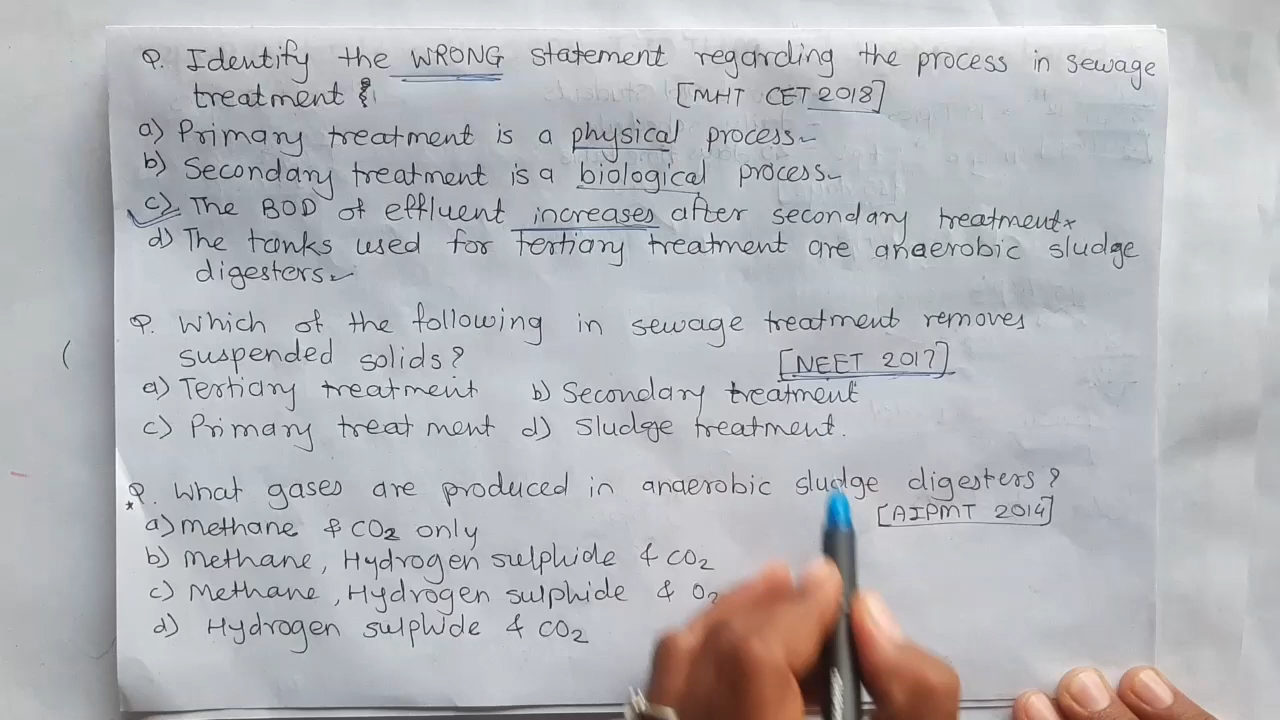 Q. Identify the WRONG statement regarding the process in sewage
treatment :
[MHT CET 2018]
a) Primary treatment is a physical process
b) Secondary treatment is a biological process
c) The BOD of effluent increases after secondary treatment ×
d) The tanks used for tertiary treatment are anaerobic sludge
digesters
Q. Which of the following in sewage treatment removes
suspended solids?
[NEET 2017]
a) Tertiary treatment b) Secondary treatment
c) Primary treat ment d) Sludge treatment.
Q. What gases are produced in anaerobic sludge digesters?
[AIPMT 2014]
a) methane & CO2 only
b) Methane, Hydrogen sulphide & CO2
c) Methane, Hydrogen sulphide & O2
d) Hydrogen sulphide & CO2